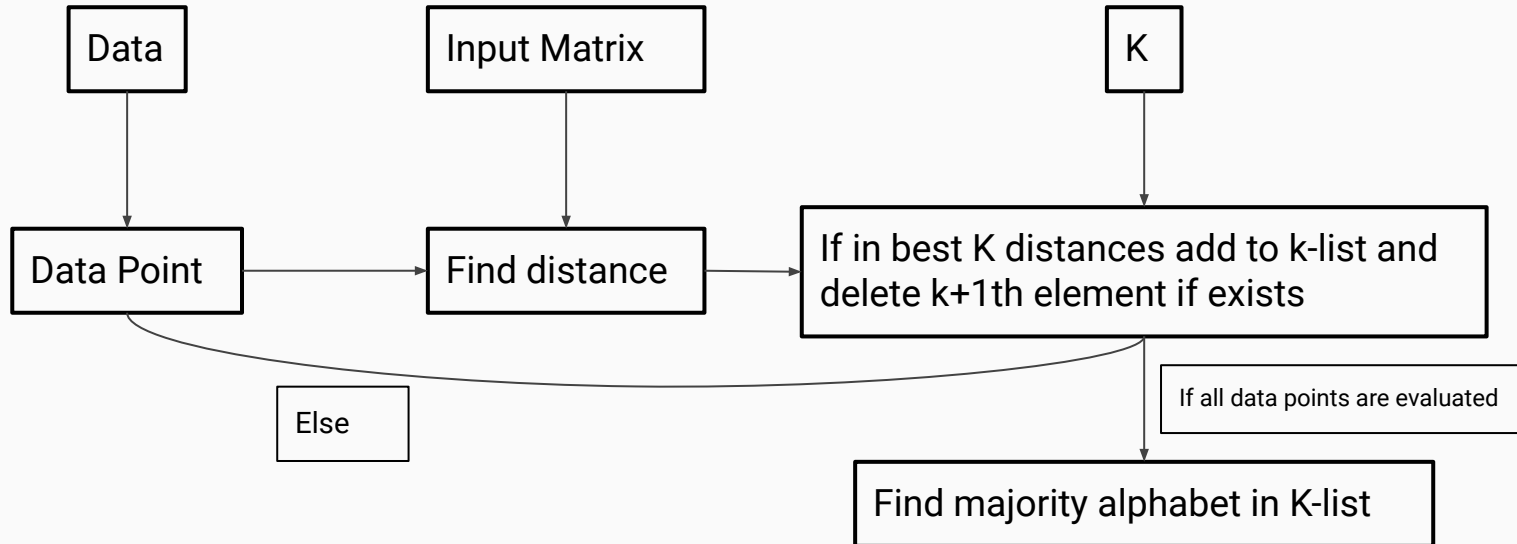 Data
Input Matrix
K
Data Point
Find distance
If in best K distances add to k-list and
delete k+1th element if exists
Else
If all data points are evaluated
Find majority alphabet in K-list